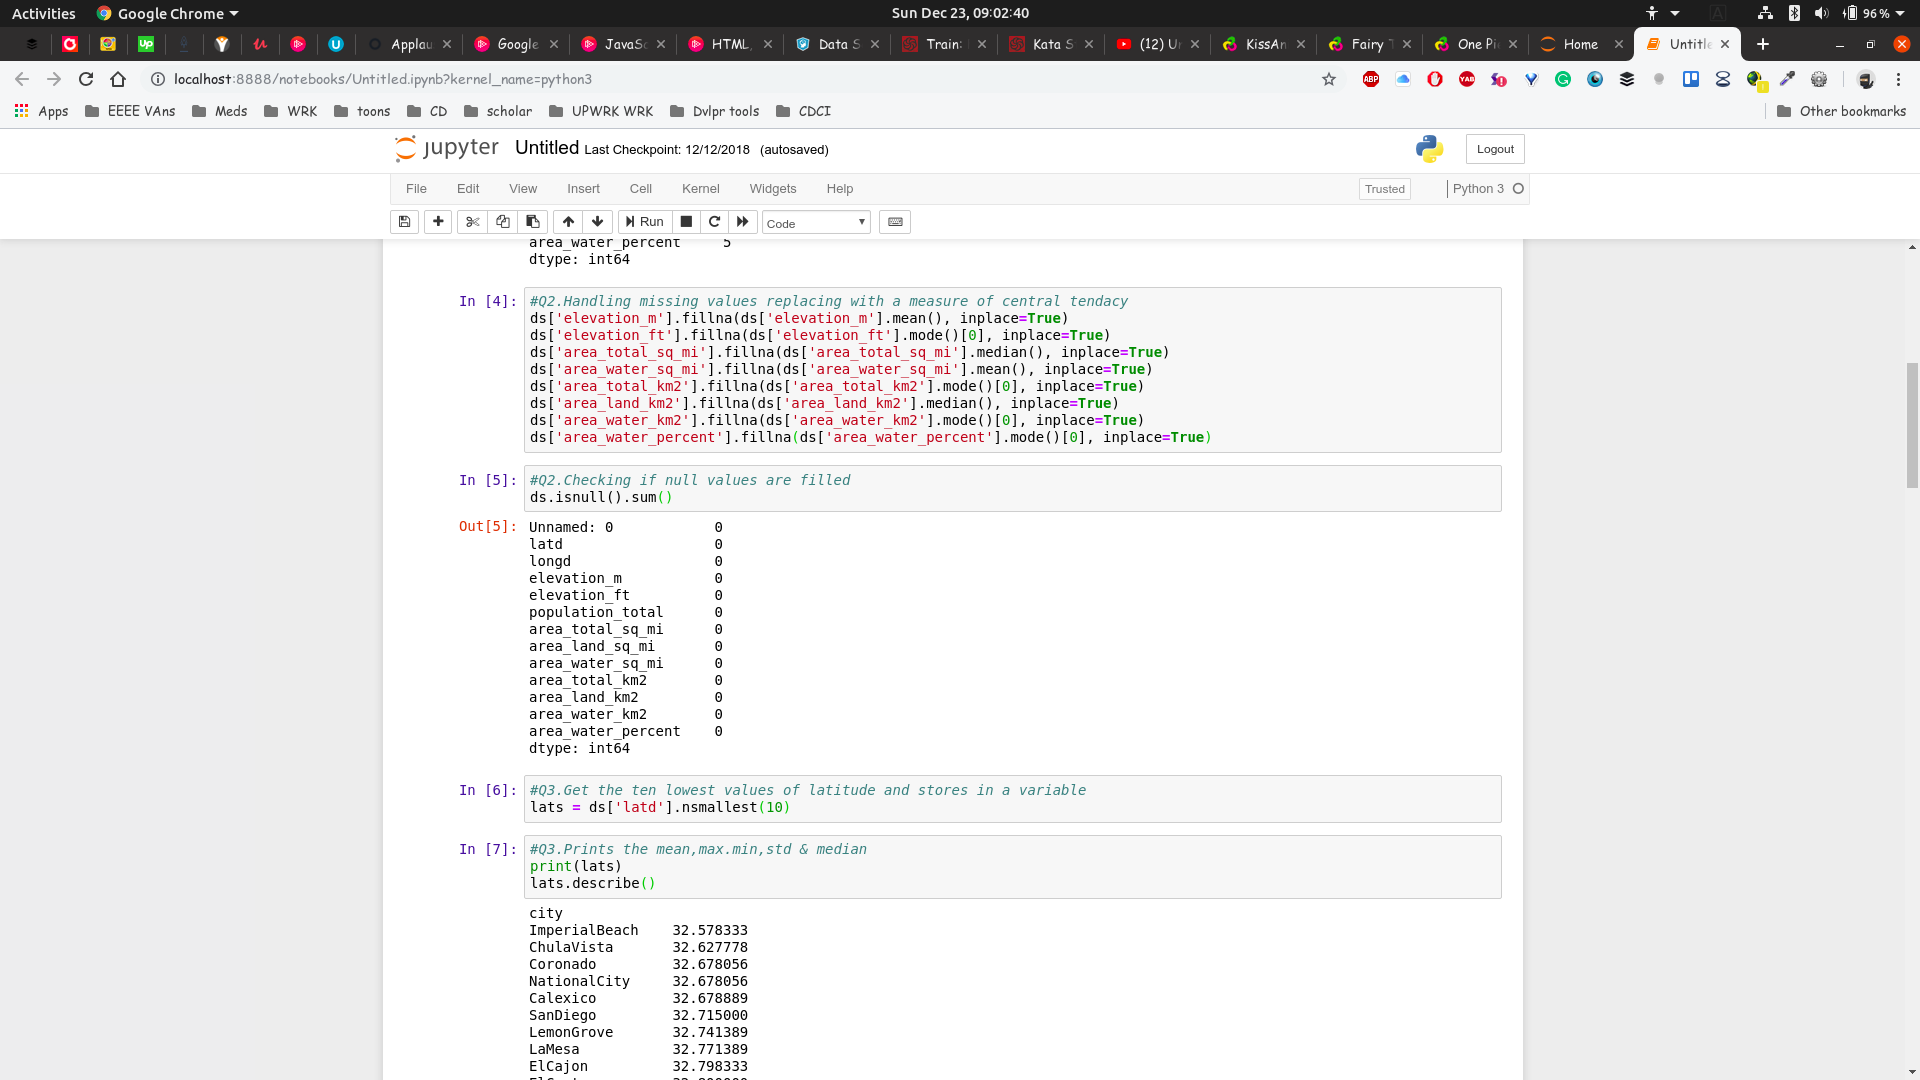 Activities
Google Chrome
Sun Dec 23, 09:02:40
96 %
Applau
Google
JavaSc
HTML,
Data S
Train:
Kata S
(12) Ur
KissAn
Fairy T
One Pi
Home
Untitle
localhost:8888/notebooks/Untitled.ipynb?kernel_name=python3
Apps
EEEE VAns
Meds
WRK
toons
CD
scholar
UPWRK WRK
Dvlpr tools
CDCI
Other bookmarks
jupyter
Untitled Last Checkpoint: 12/12/2018 (autosaved)
Logout
File Edit View Insert Cell Kernel Widgets Help
Trusted
Python 3
Run
Code
area_water_percent     5
dtype: int64
In [4]:
#Q2.Handling missing values replacing with a measure of central tendacy
ds['elevation_m'].fillna(ds['elevation_m'].mean(), inplace=True)
ds['elevation_ft'].fillna(ds['elevation_ft'].mode()[0], inplace=True)
ds['area_total_sq_mi'].fillna(ds['area_total_sq_mi'].median(), inplace=True)
ds['area_water_sq_mi'].fillna(ds['area_water_sq_mi'].mean(), inplace=True)
ds['area_total_km2'].fillna(ds['area_total_km2'].mode()[0], inplace=True)
ds['area_land_km2'].fillna(ds['area_land_km2'].median(), inplace=True)
ds['area_water_km2'].fillna(ds['area_water_km2'].mode()[0], inplace=True)
ds['area_water_percent'].fillna(ds['area_water_percent'].mode()[0], inplace=True)
In [5]:
#Q2.Checking if null values are filled
ds.isnull().sum()
Out[5]:
Unnamed: 0            0
latd                  0
longd                 0
elevation_m           0
elevation_ft          0
population_total      0
area_total_sq_mi      0
area_land_sq_mi       0
area_water_sq_mi      0
area_total_km2        0
area_land_km2         0
area_water_km2        0
area_water_percent    0
dtype: int64
In [6]:
#Q3.Get the ten lowest values of latitude and stores in a variable
lats = ds['latd'].nsmallest(10)
In [7]:
#Q3.Prints the mean,max.min,std & median
print(lats)
lats.describe()
city
ImperialBeach    32.578333
ChulaVista       32.627778
Coronado         32.678056
NationalCity     32.678056
Calexico         32.678889
SanDiego         32.715000
LemonGrove       32.741389
LaMesa           32.771389
ElCajon          32.798333